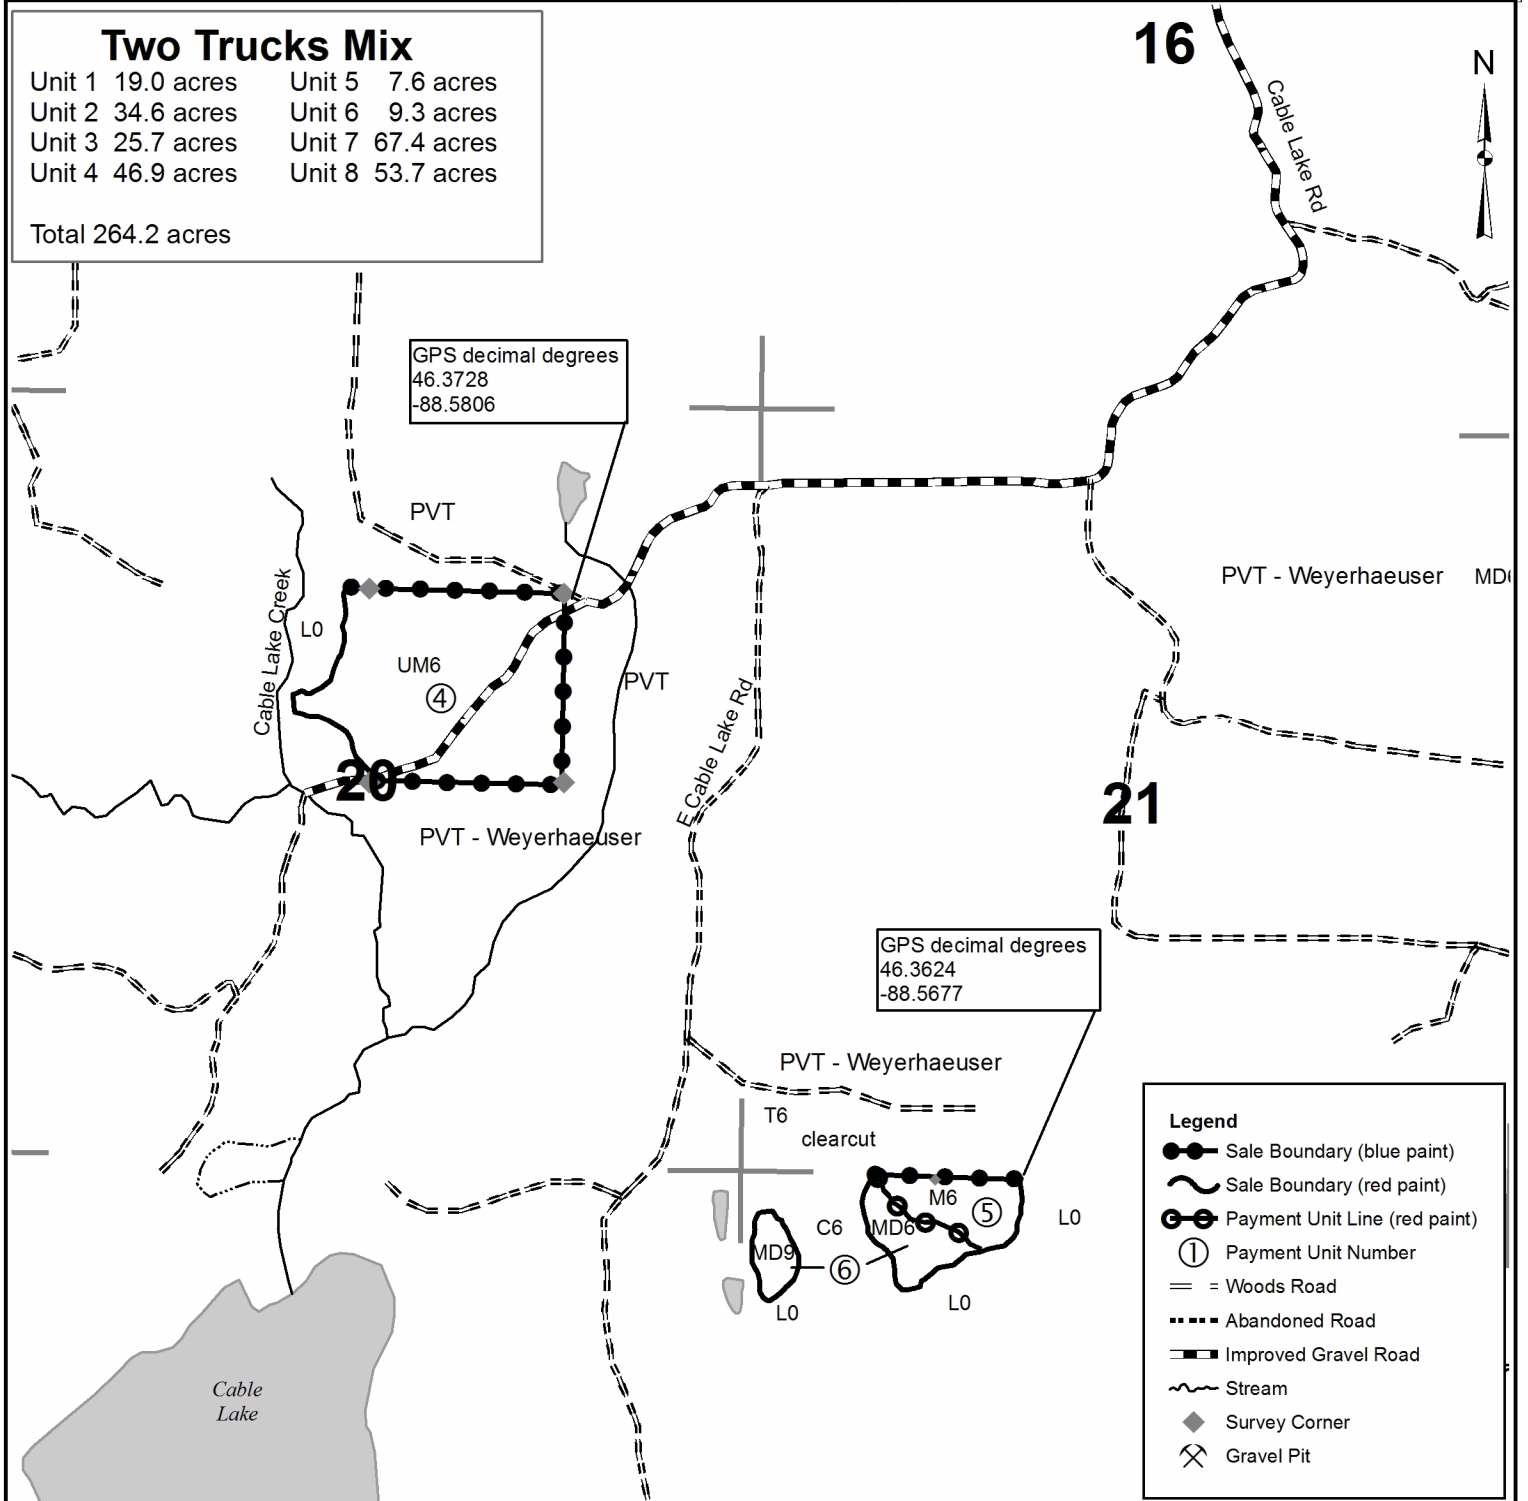 Two Trucks Mix
Unit 1 19.0 acres Unit 5 7.6 acres
Unit 2 34.6 acres Unit 6 9.3 acres
Unit 3 25.7 acres Unit 7 67.4 acres
Unit 4 46.9 acres Unit 8 53.7 acres
Total 264.2 acres
16
N
Cable Lake Rd
GPS decimal degrees
46.3728
-88.5806
PVT
PVT - Weyerhaeuser
Cable Lake Creek
L0
UM6
4
PVT
E Cable Lake Rd
20
21
PVT - Weyerhaeuser
GPS decimal degrees
46.3624
-88.5677
PVT - Weyerhaeuser
T6
clearcut
M6
5
L0
C6
MD6
MD9
6
L0
L0
Cable
Lake
Legend
Sale Boundary (blue paint)
Sale Boundary (red paint)
Payment Unit Line (red paint)
1 Payment Unit Number
Woods Road
Abandoned Road
Improved Gravel Road
Stream
Survey Corner
Gravel Pit